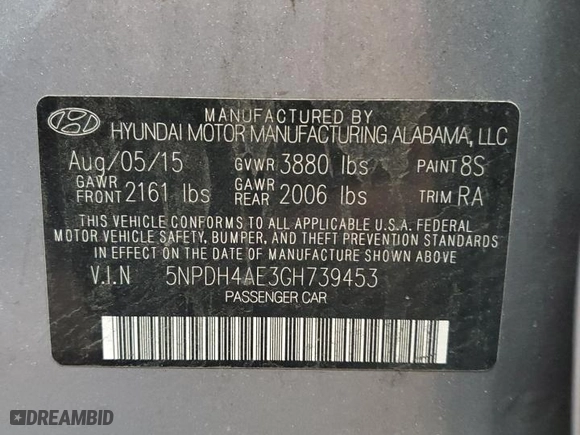 MANUFACTURED BY
HYUNDAI MOTOR MANUFACTURING ALABAMA, LLC
Aug/05/15 GVWR 3880 lbs PAINT 8S
GAWR FRONT 2161 lbs GAWR REAR 2006 lbs TRIM RA
THIS VEHICLE CONFORMS TO ALL APPLICABLE U.S.A. FEDERAL
MOTOR VEHICLE SAFETY, BUMPER, AND THEFT PREVENTION STANDARDS
IN EFFECT ON THE DATE OF MANUFACTURE SHOWN ABOVE
V.I.N 5NPDH4AE3GH739453
PASSENGER CAR
DREAMBID